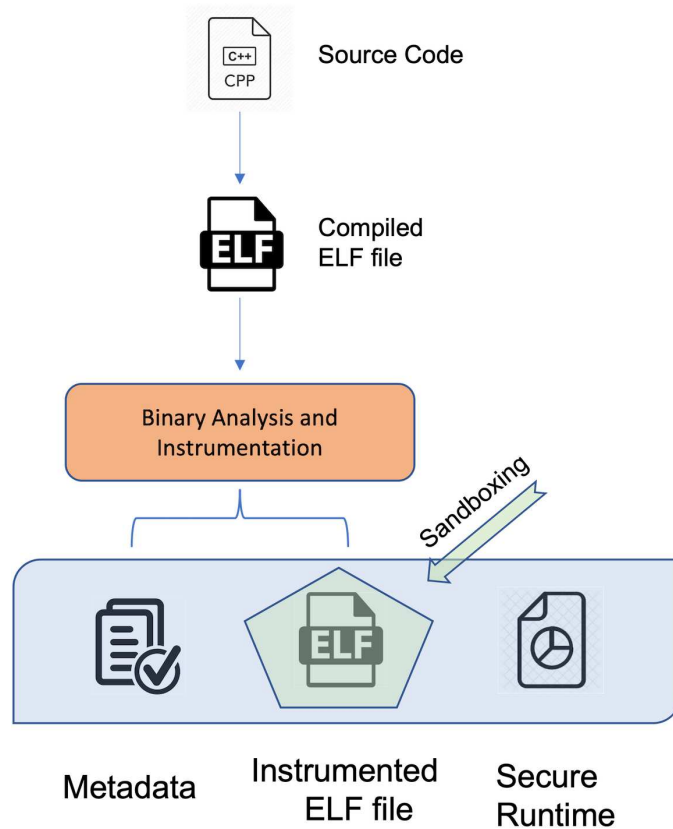 C++
CPP
Source Code
ELF
Compiled
ELF file
Binary Analysis and
Instrumentation
Sandboxing
ELF
Metadata
Instrumented
ELF file
Secure
Runtime